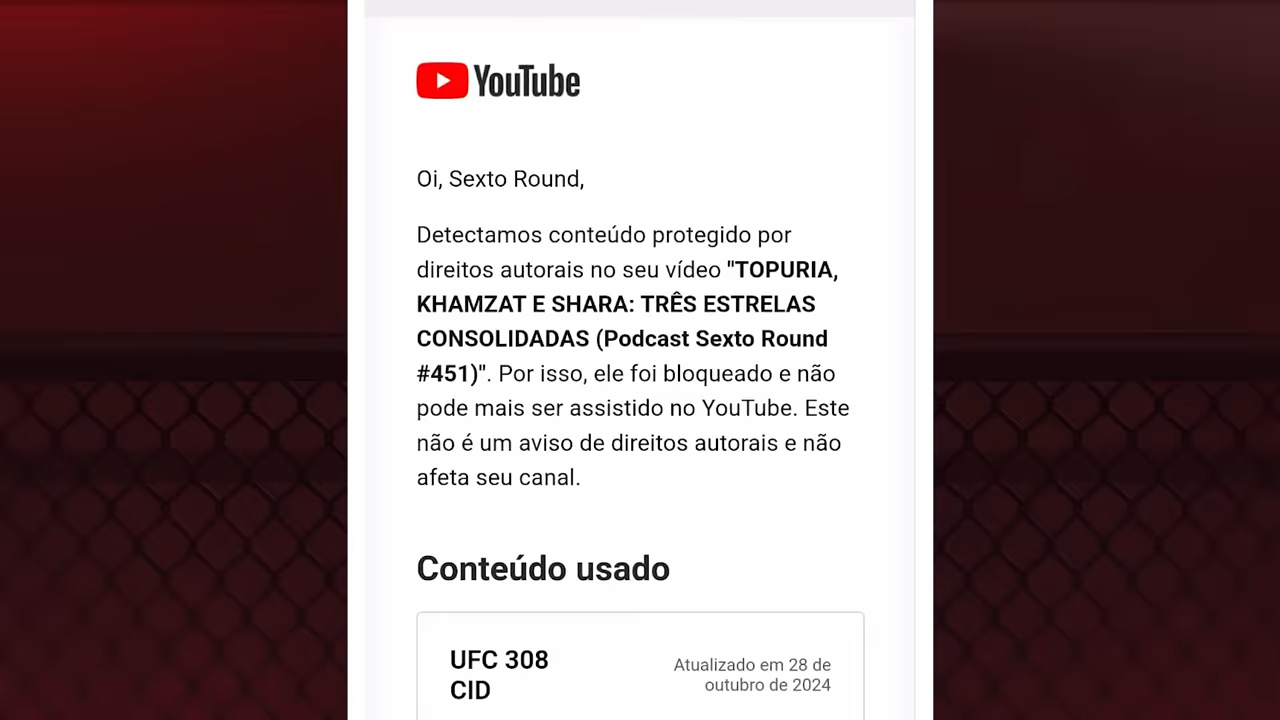 YouTube
Oi, Sexto Round,
Detectamos conteúdo protegido por
direitos autorais no seu vídeo "TOPURIA,
KHAMZAT E SHARA: TRÊS ESTRELAS
CONSOLIDADAS (Podcast Sexto Round
#451)". Por isso, ele foi bloqueado e não
pode mais ser assistido no YouTube. Este
não é um aviso de direitos autorais e não
afeta seu canal.
Conteúdo usado
UFC 308
CID
Atualizado em 28 de
outubro de 2024